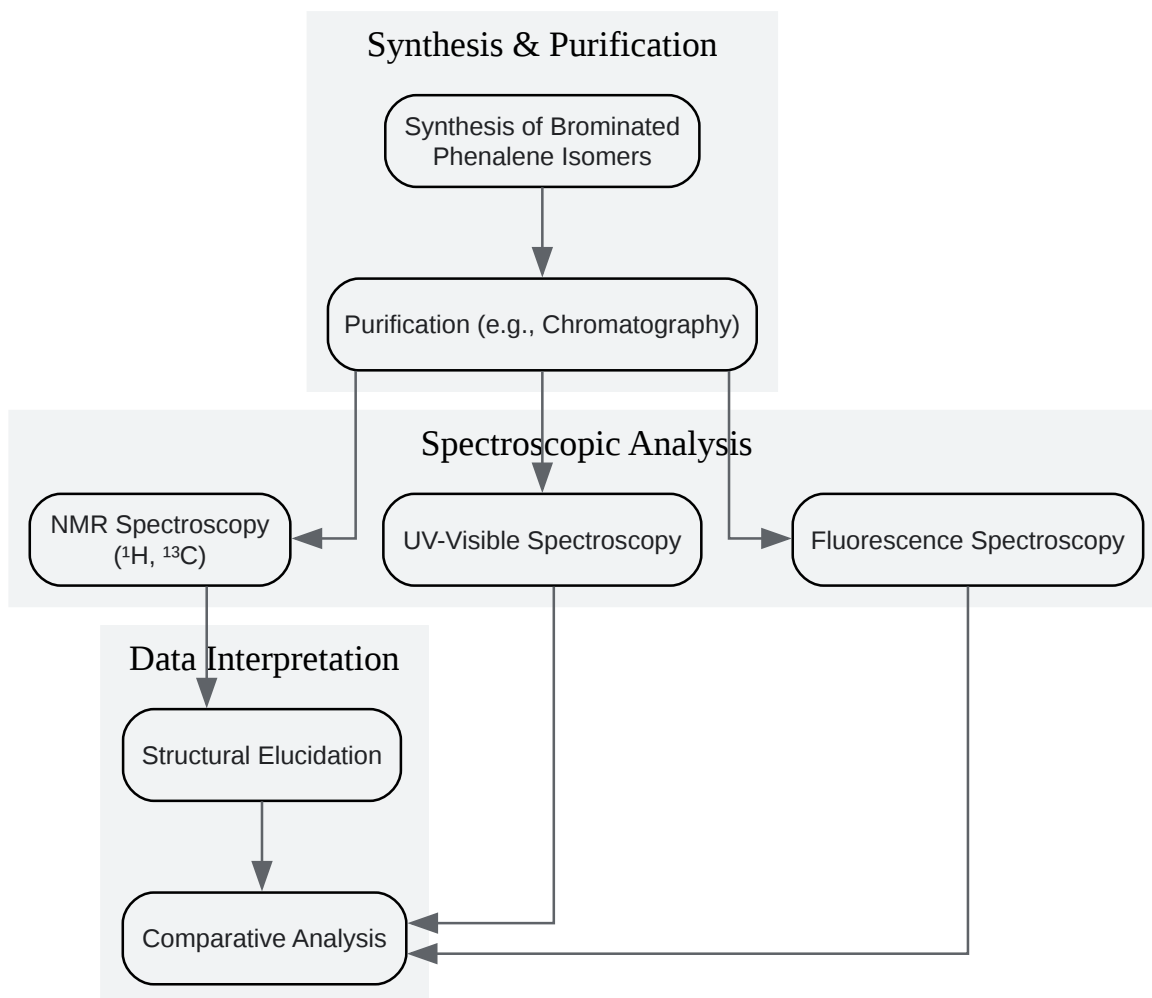 Synthesis & Purification
Synthesis of Brominated
Phenalene Isomers
Purification (e.g., Chromatography)
Spectroscopic Analysis
NMR Spectroscopy
(¹H, ¹³C)
UV-Visible Spectroscopy
Fluorescence Spectroscopy
Data Interpretation
Structural Elucidation
Comparative Analysis